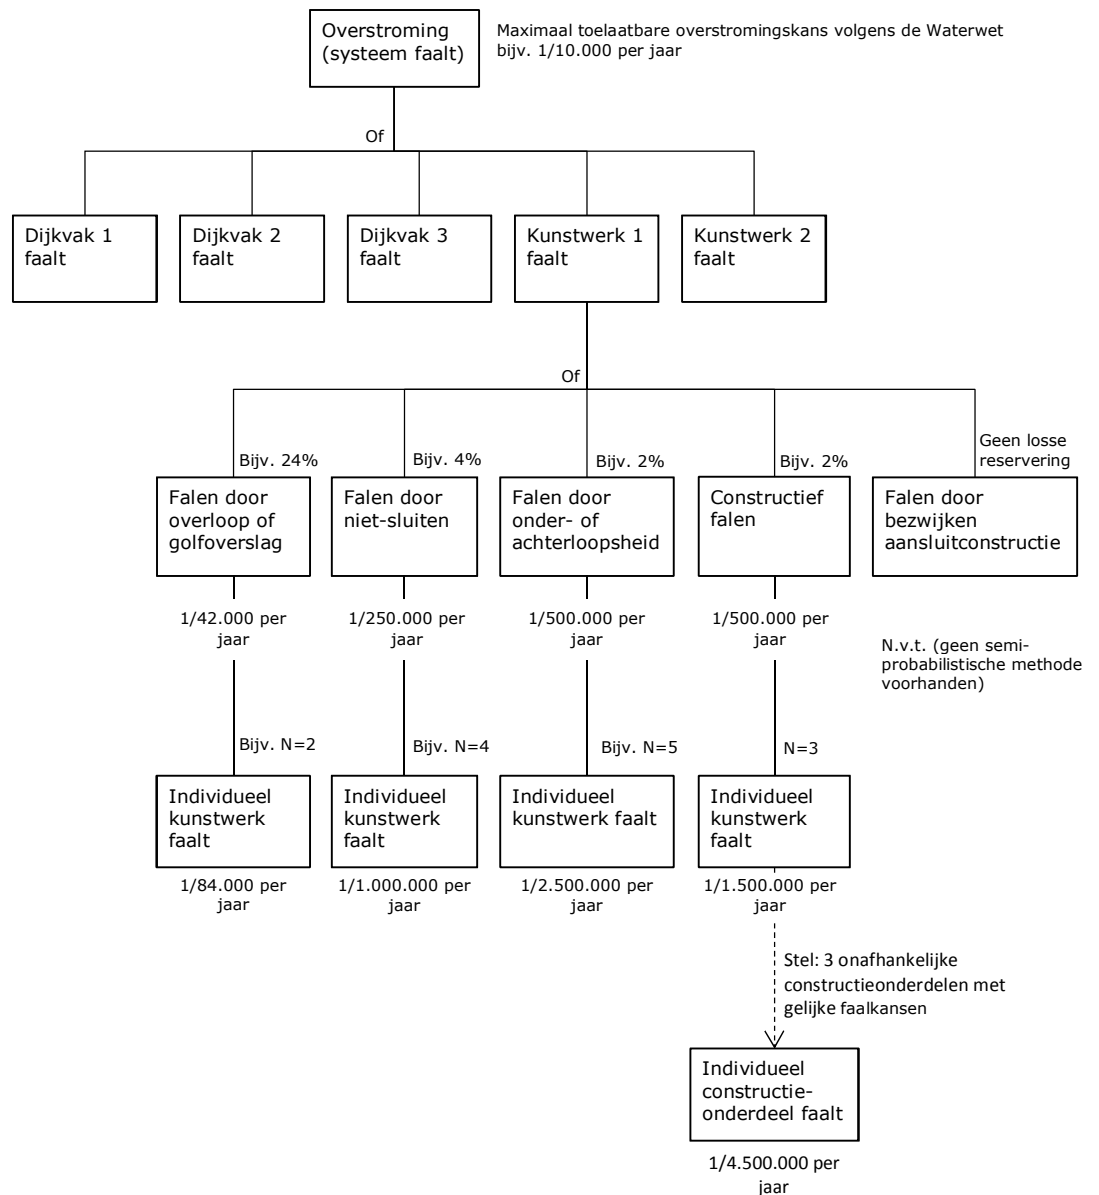 Overstroming
(systeem faalt)
Maximaal toelaatbare overstromingskans volgens de Waterwet
bijv. 1/10.000 per jaar
Of
Dijkvak 1
faalt
Dijkvak 2
faalt
Dijkvak 3
faalt
Kunstwerk 1
faalt
Kunstwerk 2
faalt
Of
Bijv. 24%
Bijv. 4%
Bijv. 2%
Bijv. 2%
Geen losse
reservering
Falen door
overloop of
golfoverslag
Falen door
niet-sluiten
Falen door
onder- of
achterloopsheid
Constructief
falen
Falen door
bezwijken
aansluitconstructie
1/42.000 per
jaar
1/250.000 per
jaar
1/500.000 per
jaar
1/500.000 per
jaar
N.v.t. (geen semi-
probabilistische methode
voorhanden)
Bijv. N=2
Bijv. N=4
Bijv. N=5
N=3
Individueel
kunstwerk
faalt
Individueel
kunstwerk
faalt
Individueel
kunstwerk faalt
Individueel
kunstwerk
faalt
1/84.000 per
jaar
1/1.000.000 per
jaar
1/2.500.000 per
jaar
1/1.500.000 per
jaar
Stel: 3 onafhankelijke
constructieonderdelen met
gelijke faalkansen
Individueel
constructie-
onderdeel faalt
1/4.500.000 per
jaar